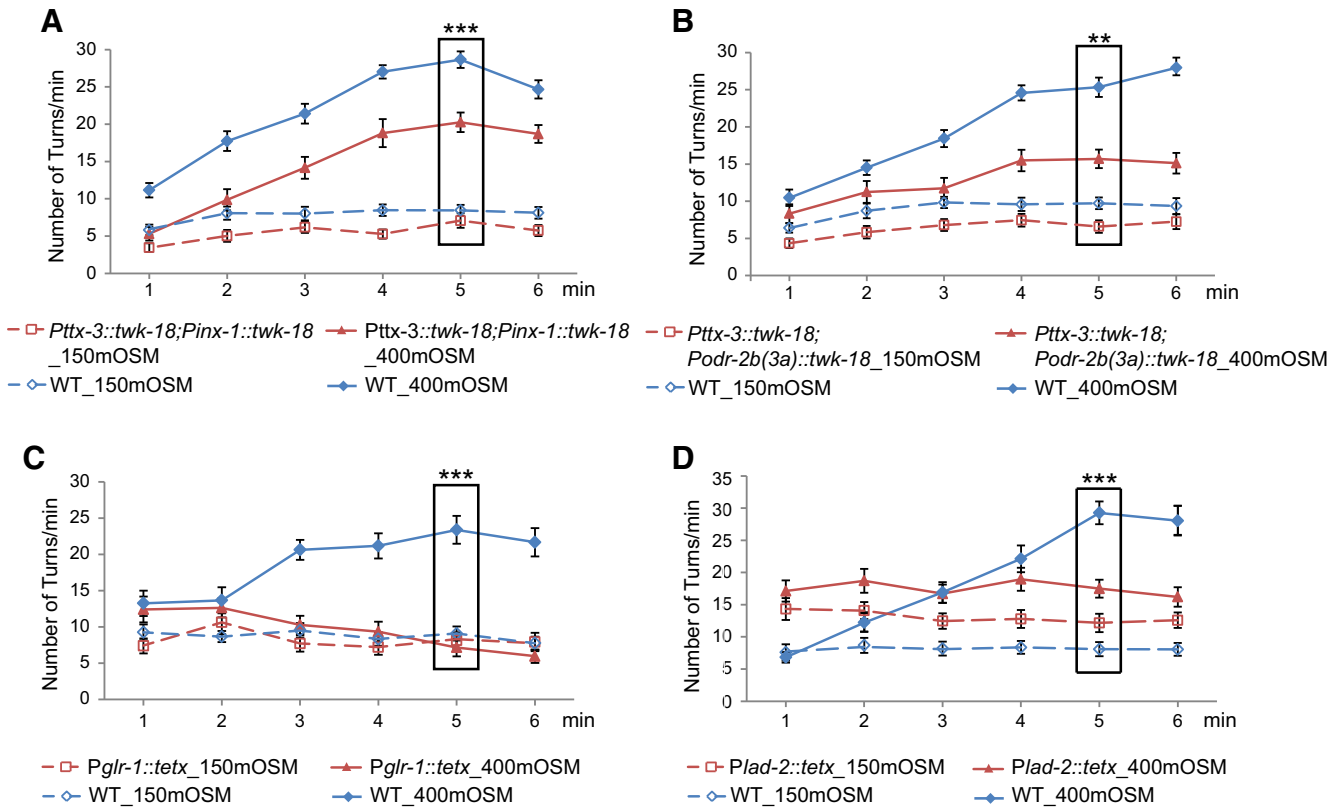 A
***
Number of Turns/min
30
25
20
15
10
5
0
1 2 3 4 5 6 min
Pttx-3::twk-18;Pinx-1::twk-18
_150mOSM
Pttx-3::twk-18;Pinx-1::twk-18
_400mOSM
WT_150mOSM
WT_400mOSM
B
**
Number of Turns/min
30
25
20
15
10
5
0
1 2 3 4 5 6 min
Pttx-3::twk-18;
Podr-2b(3a)::twk-18_150mOSM
Pttx-3::twk-18;
Podr-2b(3a)::twk-18_400mOSM
WT_150mOSM
WT_400mOSM
C
***
Number of Turns/min
30
25
20
15
10
5
0
1 2 3 4 5 6 min
Pglr-1::tetx_150mOSM
Pglr-1::tetx_400mOSM
WT_150mOSM
WT_400mOSM
D
***
Number of Turns/min
35
30
25
20
15
10
5
0
1 2 3 4 5 6 min
Plad-2::tetx_150mOSM
Plad-2::tetx_400mOSM
WT_150mOSM
WT_400mOSM